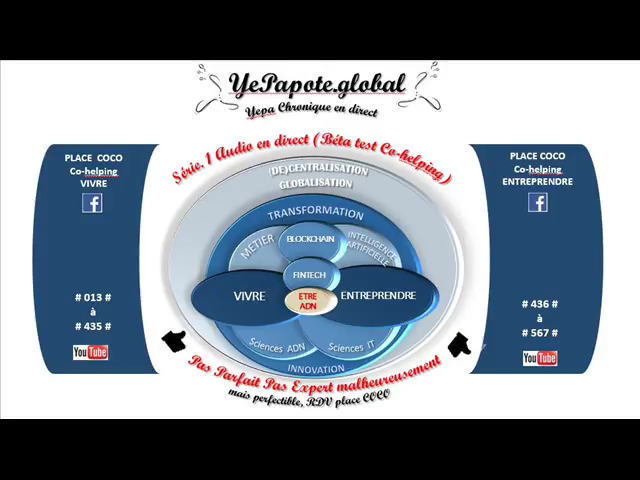 YePapote.global
Yepa Chronique en direct
Série. 1 Audio en direct (Béta test Co-helping)
PLACE COCO
Co-helping
VIVRE
f
# 013 #
à
# 435 #
YouTube
(DE)CENTRALISATION
GLOBALISATION
TRANSFORMATION
METIER
BLOCKCHAIN
INTELLIGENCE
ARTIFICIELLE
FINTECH
VIVRE
ETRE
ADN
ENTREPRENDRE
Sciences ADN
Sciences IT
INNOVATION
PLACE COCO
Co-helping
ENTREPRENDRE
f
# 436 #
à
# 567 #
YouTube
Pas Parfait Pas Expert malheureusement
mais perfectible, RDV place COCO